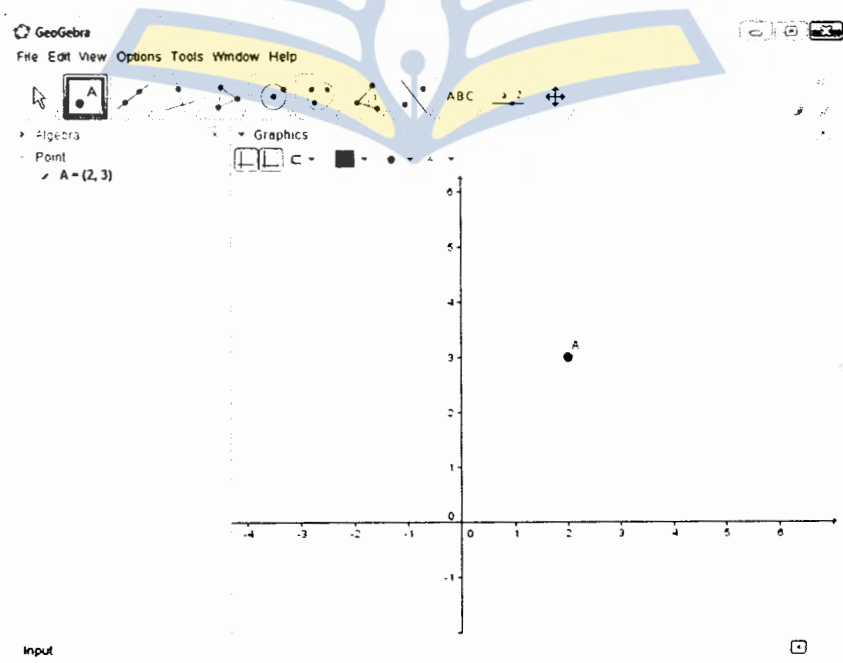 GeoGebra
File Edit View Options Tools Window Help
A
ABC
a = 2
Algebra
Graphics
Point
A = (2, 3)
6
5
4
3
A
2
1
0
-4 -3 -2 -1 0 1 2 3 4 5 6
-1
Input